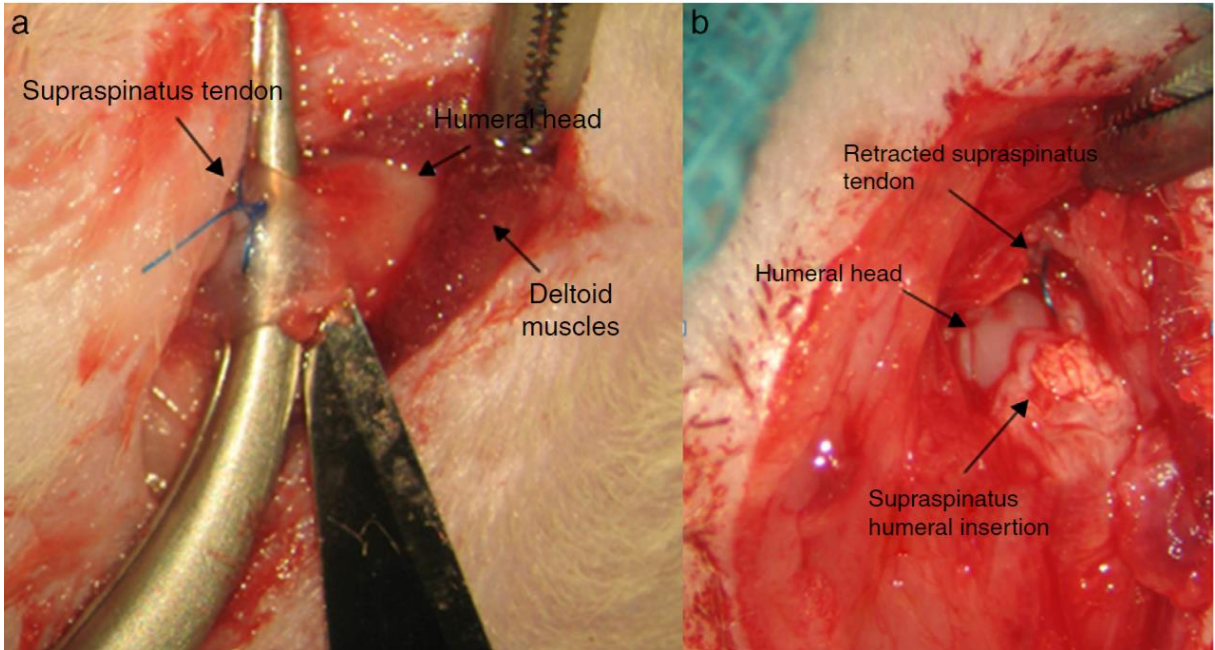 a
Supraspinatus tendon
Humeral head
Deltoid
muscles
b
Retracted supraspinatus
tendon
Humeral head
Supraspinatus
humeral insertion